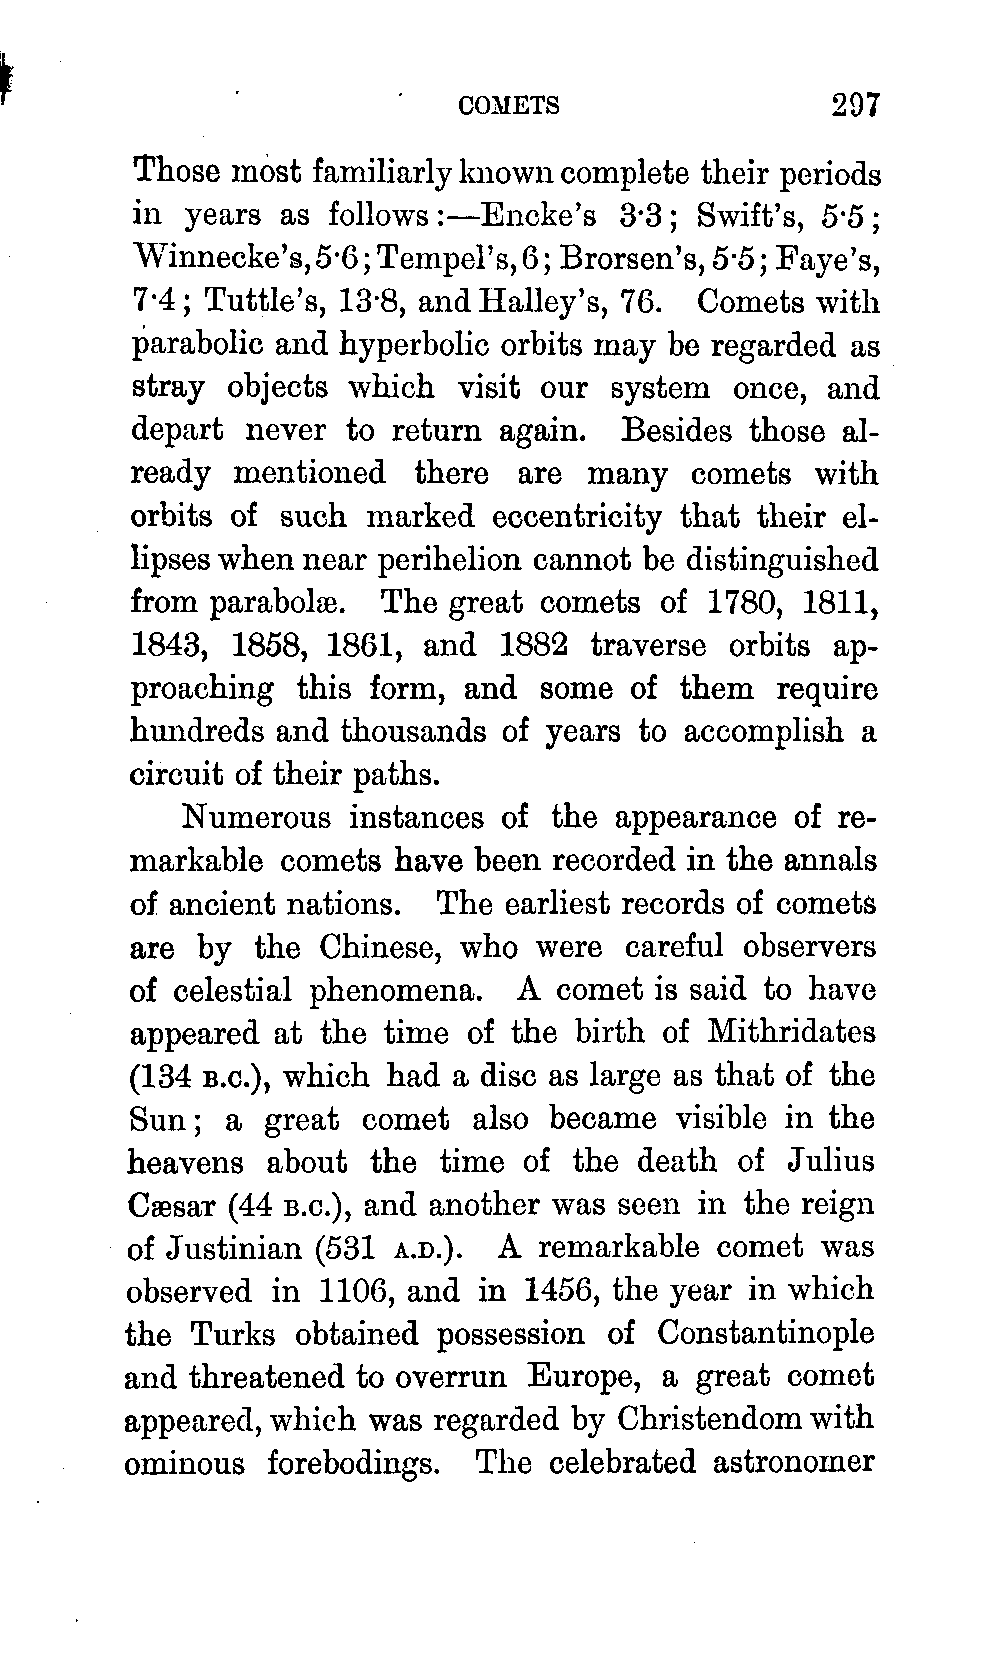 COMETS 297
Those most familiarly known complete their periods
in years as follows:—Encke's 3·3; Swift's, 5·5;
Winnecke's, 5·6; Tempel's, 6; Brorsen's, 5·5; Faye's,
7·4; Tuttle's, 13·8, and Halley's, 76. Comets with
parabolic and hyperbolic orbits may be regarded as
stray objects which visit our system once, and
depart never to return again. Besides those al-
ready mentioned there are many comets with
orbits of such marked eccentricity that their el-
lipses when near perihelion cannot be distinguished
from parabolæ. The great comets of 1780, 1811,
1843, 1858, 1861, and 1882 traverse orbits ap-
proaching this form, and some of them require
hundreds and thousands of years to accomplish a
circuit of their paths.
Numerous instances of the appearance of re-
markable comets have been recorded in the annals
of ancient nations. The earliest records of comets
are by the Chinese, who were careful observers
of celestial phenomena. A comet is said to have
appeared at the time of the birth of Mithridates
(134 B.C.), which had a disc as large as that of the
Sun; a great comet also became visible in the
heavens about the time of the death of Julius
Cæsar (44 B.C.), and another was seen in the reign
of Justinian (531 A.D.). A remarkable comet was
observed in 1106, and in 1456, the year in which
the Turks obtained possession of Constantinople
and threatened to overrun Europe, a great comet
appeared, which was regarded by Christendom with
ominous forebodings. The celebrated astronomer